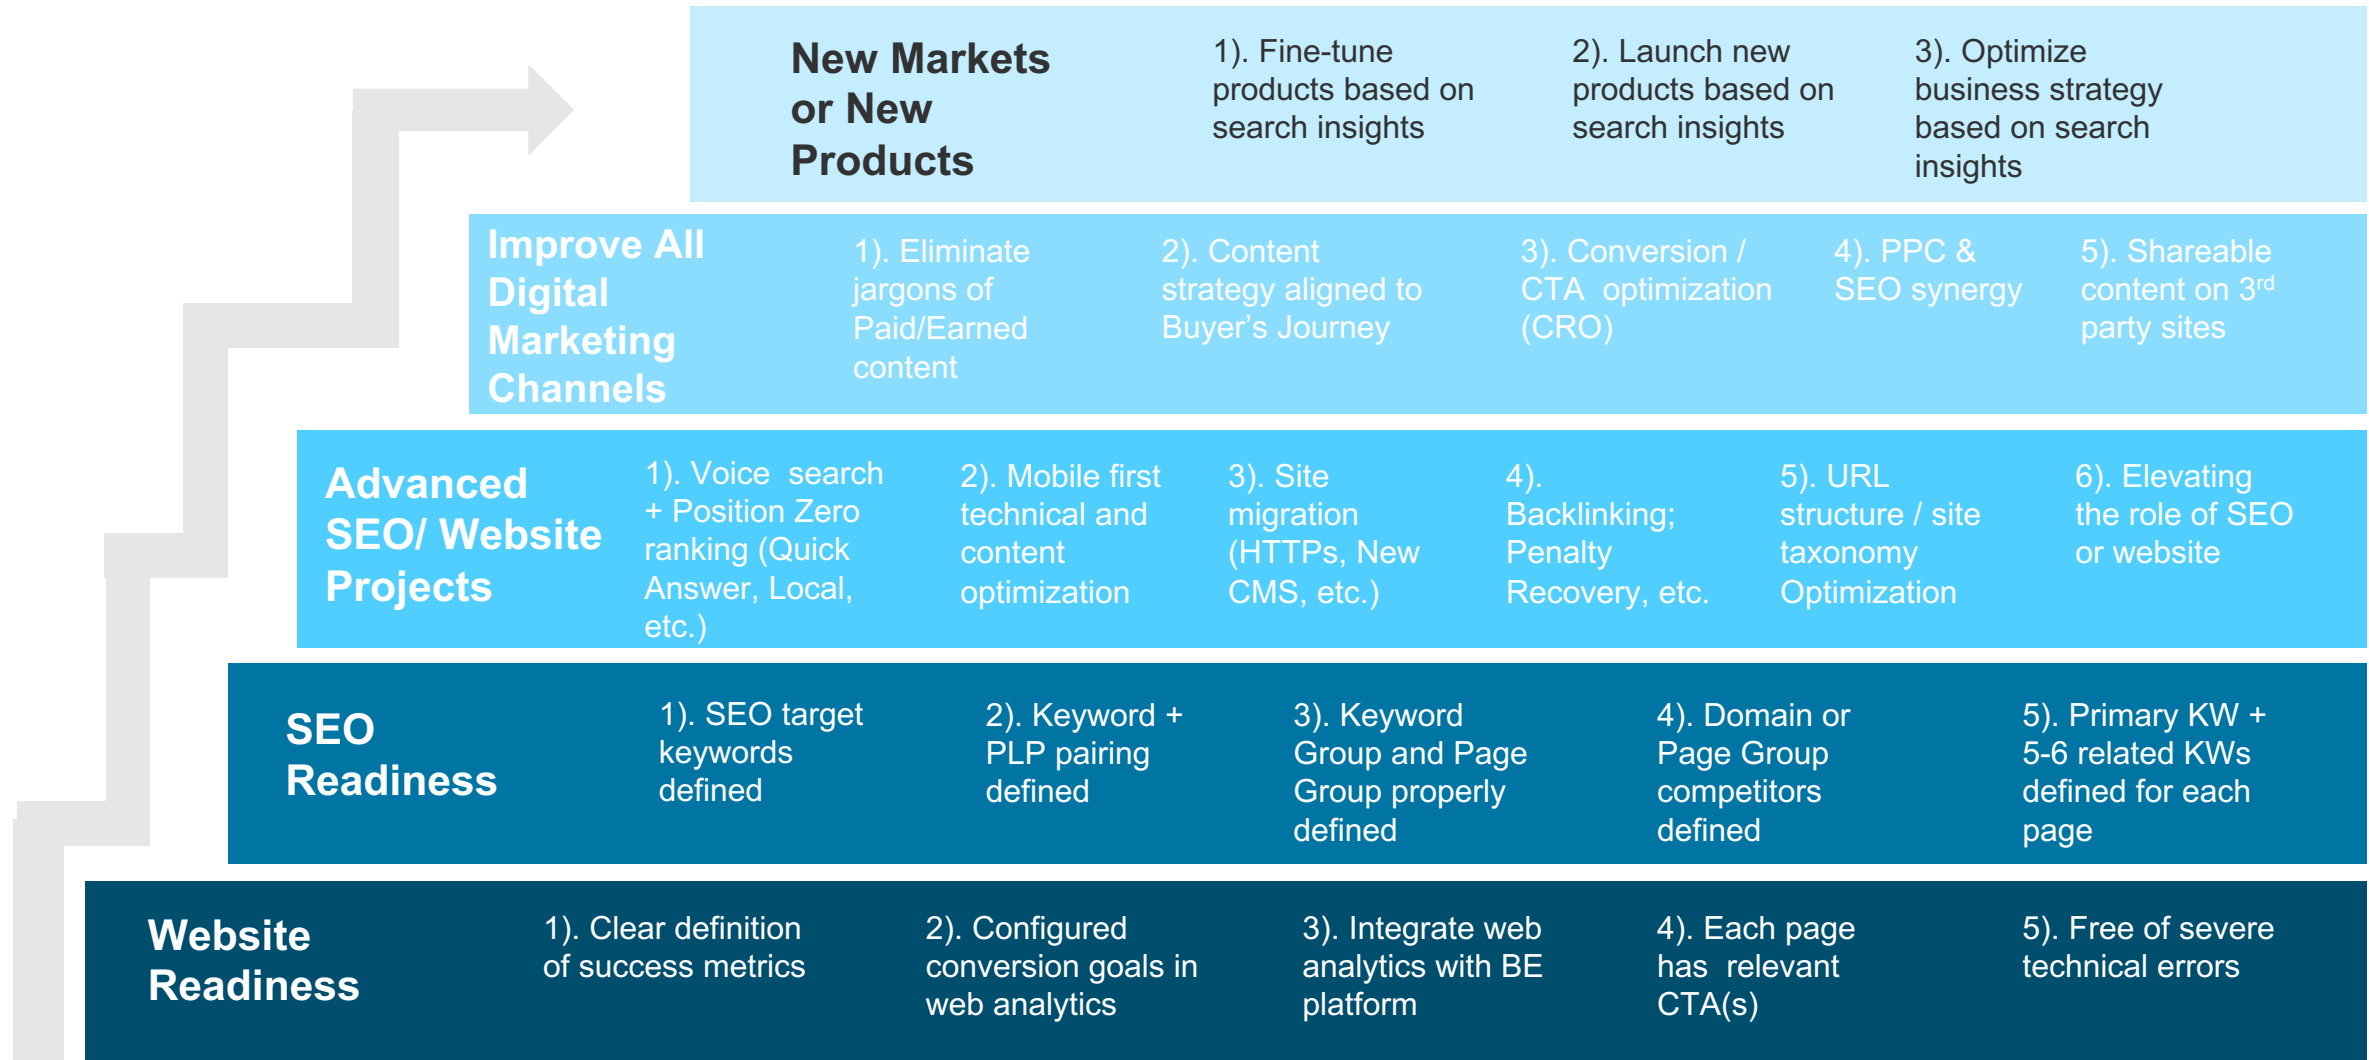 New Markets
or New
Products
1). Fine-tune
products based on
search insights
2). Launch new
products based on
search insights
3). Optimize
business strategy
based on search
insights
Improve All
Digital
Marketing
Channels
1). Eliminate
jargons of
Paid/Earned
content
2). Content
strategy aligned to
Buyer’s Journey
3). Conversion /
CTA  optimization
(CRO)
4). PPC &
SEO synergy
5). Shareable
content on 3rd
party sites
Advanced
SEO/ Website
Projects
1). Voice  search
+ Position Zero
ranking (Quick
Answer, Local,
etc.)
2). Mobile first
technical and
content
optimization
3). Site
migration
(HTTPs, New
CMS, etc.)
4).
Backlinking;
Penalty
Recovery, etc.
5). URL
structure / site
taxonomy
Optimization
6). Elevating
the role of SEO
or website
SEO
Readiness
1). SEO target
keywords
defined
2). Keyword +
PLP pairing
defined
3). Keyword
Group and Page
Group properly
defined
4). Domain or
Page Group
competitors
defined
5). Primary KW +
5-6 related KWs
defined for each
page
Website
Readiness
1). Clear definition
of success metrics
2). Configured
conversion goals in
web analytics
3). Integrate web
analytics with BE
platform
4). Each page
has  relevant
CTA(s)
5). Free of severe
technical errors